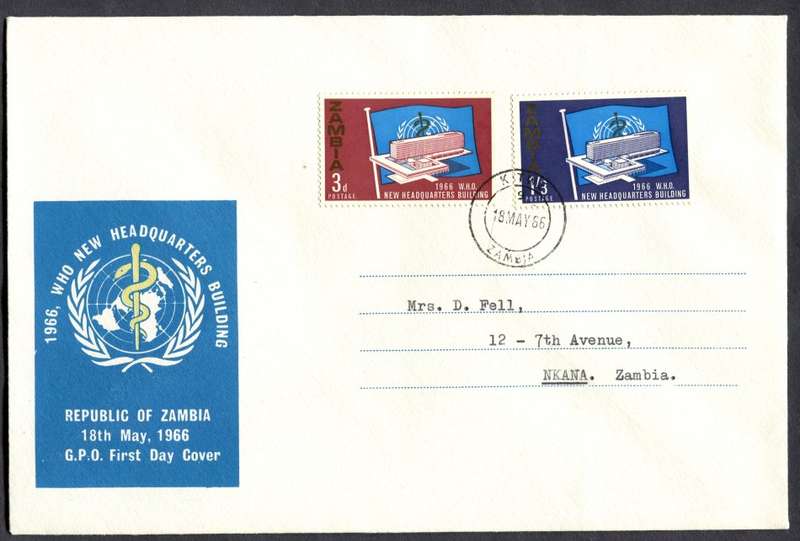 ZAMBIA
3d
POSTAGE
1966 W.H.O.
NEW HEADQUARTERS BUILDING
ZAMBIA
1/3
POSTAGE
1966 W.H.O.
NEW HEADQUARTERS BUILDING
18 MAY 66
ZAMBIA
1966, WHO NEW HEADQUARTERS BUILDING
REPUBLIC OF ZAMBIA
18th May, 1966
G.P.O. First Day Cover
Mrs. D. Fell,
12 - 7th Avenue,
NKANA. Zambia.